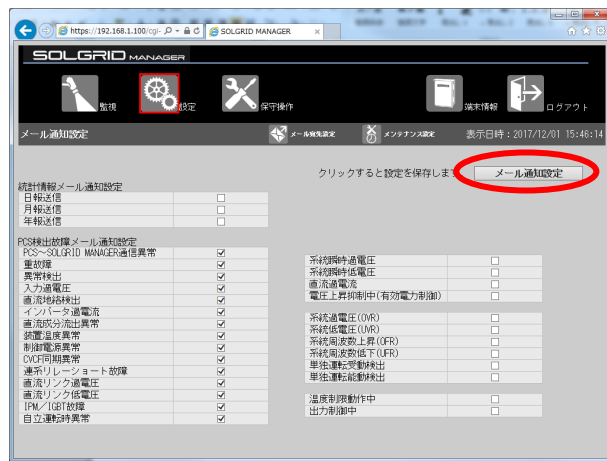 https://192.168.1.100/cgi-
SOLGRID MANAGER
SOLGRID MANAGER
監視
設定
保守操作
端末情報
ログアウト
メール通知設定
メール宛先設定
メンテナンス設定
表示日時：2017/12/01 15:46:14
クリックすると設定を保存しま
メール通知設定
統計情報メール通知設定
日報送信
月報送信
年報送信
PCS検出故障メール通知設定
PCS～SOLGRID MANAGER通信異常
重故障
異常検出
入力過電圧
直流地絡検出
インバータ過電流
直流成分流出異常
装置温度異常
制御電源異常
CVCF同期異常
連系リレーショート故障
直流リンク過電圧
直流リンク低電圧
IPM／IGBT故障
自立運転時異常
系統瞬時過電圧
系統瞬時低電圧
直流過電流
電圧上昇抑制中(有効電力制御)
系統過電圧(OVR)
系統低電圧(UVR)
系統周波数上昇(OFR)
系統周波数低下(UFR)
単独運転受動検出
単独運転能動検出
温度制限動作中
出力制御中